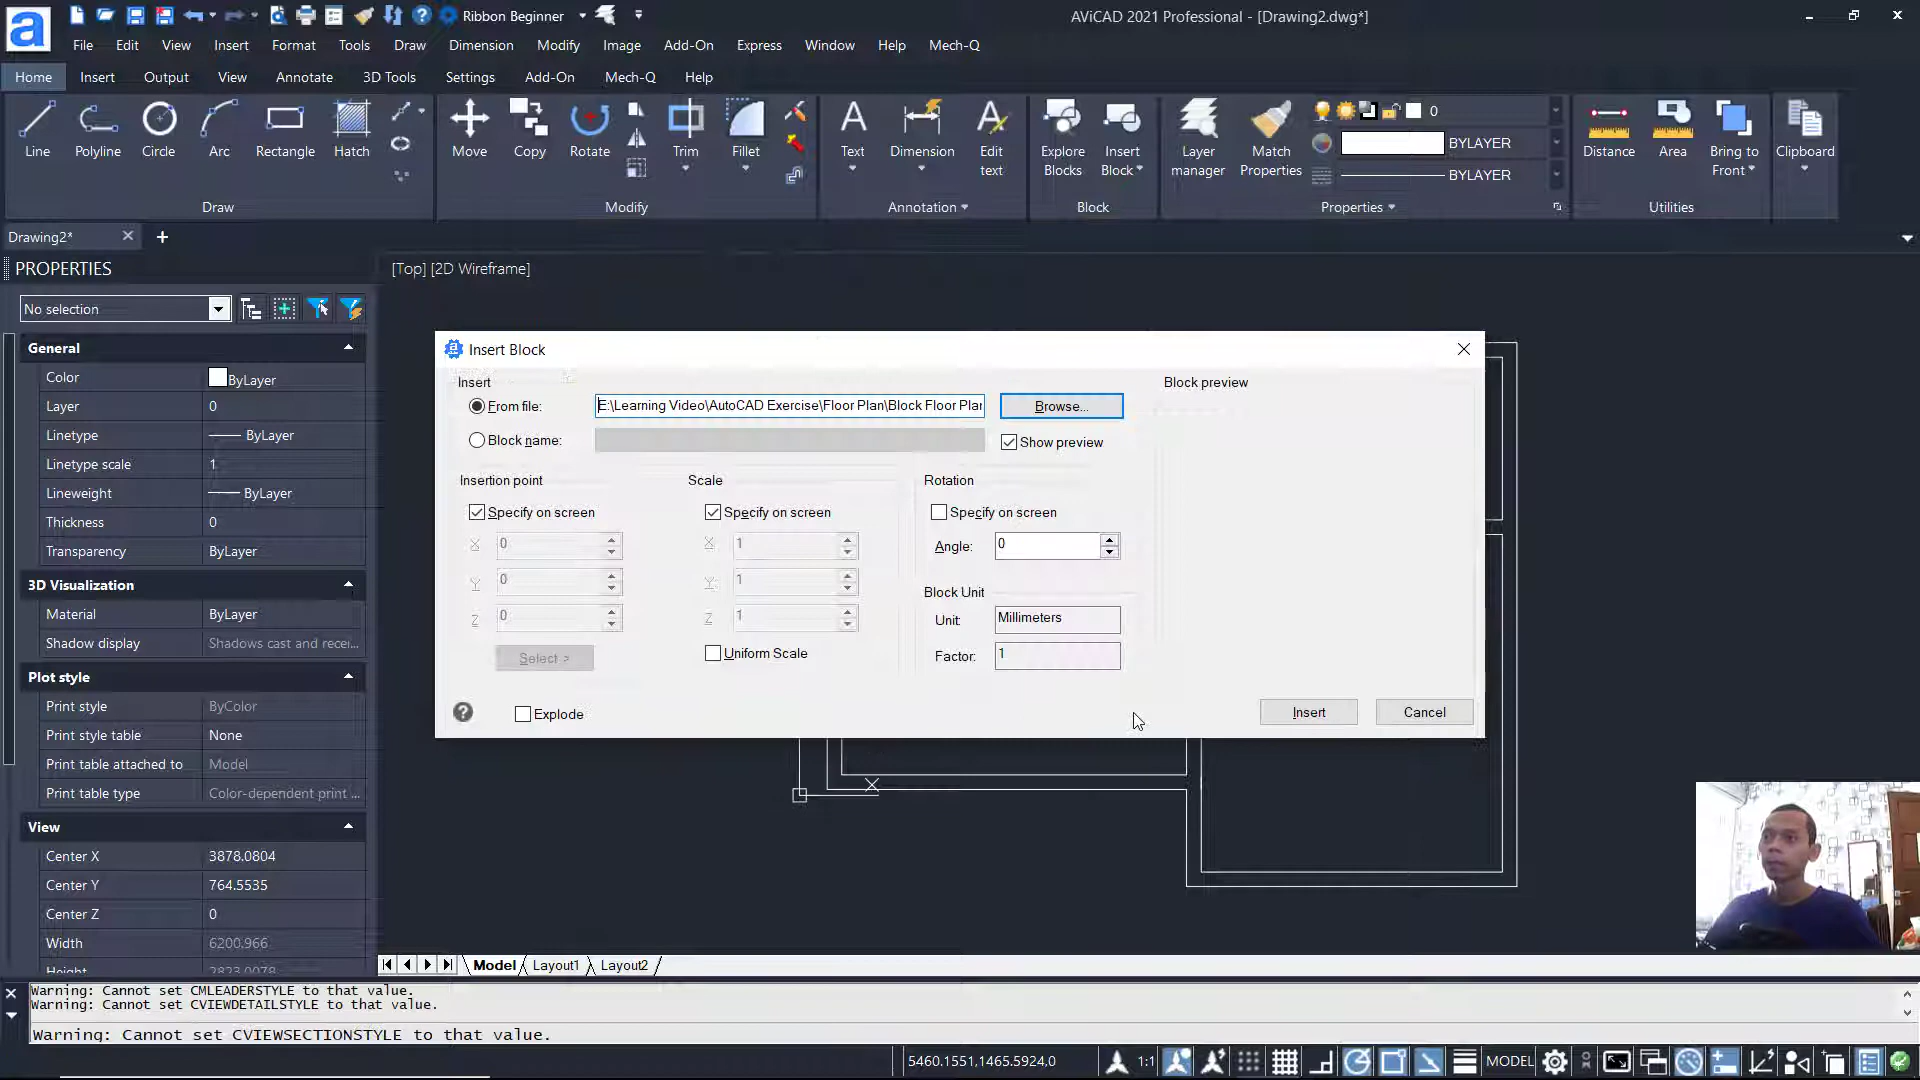 Ribbon Beginner
AViCAD 2021 Professional - [Drawing2.dwg*]
File Edit View Insert Format Tools Draw Dimension Modify Image Add-On Express Window Help Mech-Q
Home Insert Output View Annotate 3D Tools Settings Add-On Mech-Q Help
Line Polyline Circle Arc Rectangle Hatch
Move Copy Rotate Trim Fillet
Text Dimension Edit text
Explore Blocks Insert Block
Layer manager Match Properties
0
BYLAYER
BYLAYER
Distance Area Bring to Front Clipboard
Draw Modify Annotation Block Properties Utilities
Drawing2*
PROPERTIES
[Top] [2D Wireframe]
No selection
General
Color ByLayer
Layer 0
Linetype ByLayer
Linetype scale 1
Lineweight ByLayer
Thickness 0
Transparency ByLayer
3D Visualization
Material ByLayer
Shadow display Shadows cast and recei...
Plot style
Print style ByColor
Print style table None
Print table attached to Model
Print table type Color-dependent print ...
View
Center X 3878.0804
Center Y 764.5535
Center Z 0
Width 6200.966
Height 2823.0078
Insert Block
Insert
From file: E:\Learning Video\AutoCAD Exercise\Floor Plan\Block Floor Plan
Browse...
Block name:
Show preview
Block preview
Insertion point
Specify on screen
X 0
Y 0
Z 0
Select >
Scale
Specify on screen
X 1
Y 1
Z 1
Uniform Scale
Rotation
Specify on screen
Angle: 0
Block Unit
Unit: Millimeters
Factor: 1
Explode
Insert
Cancel
Model Layout1 Layout2
Warning: Cannot set CMLEADERSTYLE to that value.
Warning: Cannot set CVIEWDETAILSTYLE to that value.
Warning: Cannot set CVIEWSECTIONSTYLE to that value.
5460.1551,1465.5924,0
1:1
MODEL